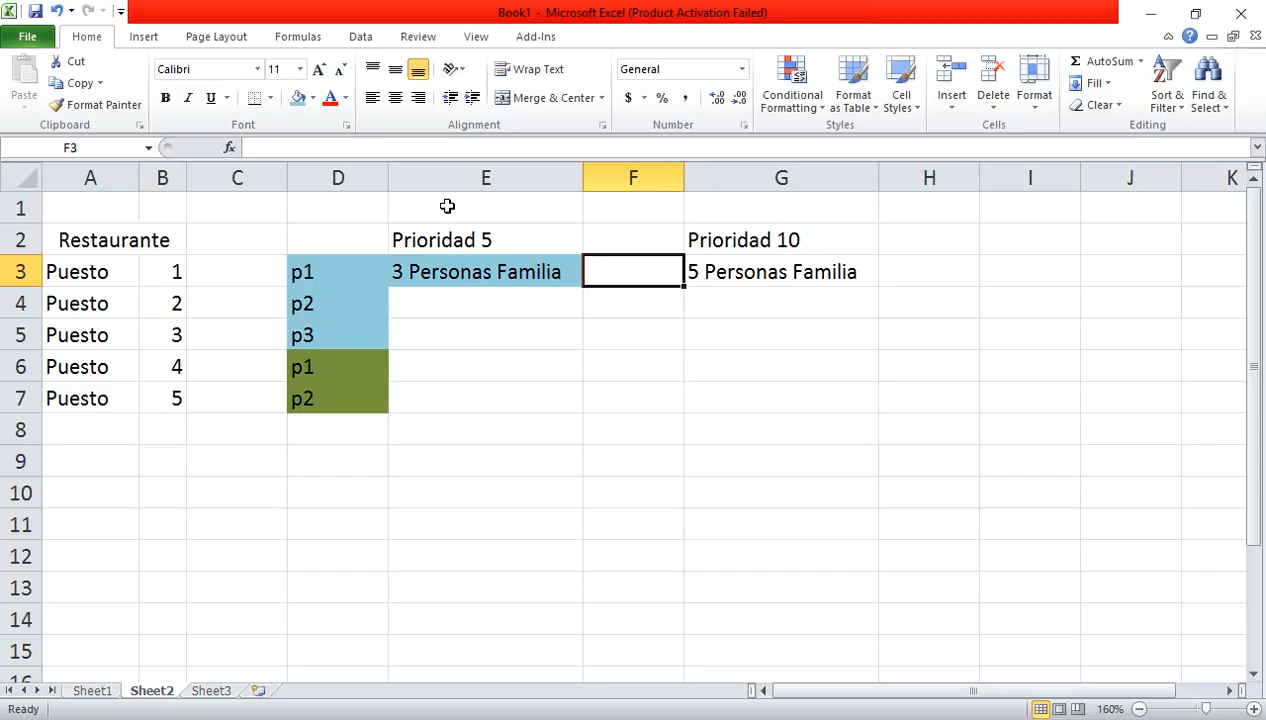 Book1 - Microsoft Excel (Product Activation Failed)
File Home Insert Page Layout Formulas Data Review View Add-Ins
Paste
Cut
Copy
Format Painter
Clipboard
Calibri 11
B I U
Font
Wrap Text
Merge & Center
Alignment
General
$ % ,
Number
Conditional Formatting
Format as Table
Cell Styles
Styles
Insert Delete Format
Cells
Σ AutoSum
Fill
Clear
Sort & Filter
Find & Select
Editing
F3 fx
A B C D E F G H I J K
1
2 Restaurante Prioridad 5 Prioridad 10
3 Puesto 1 p1 3 Personas Familia 5 Personas Familia
4 Puesto 2 p2
5 Puesto 3 p3
6 Puesto 4 p1
7 Puesto 5 p2
8
9
10
11
12
13
14
15
16
Sheet1 Sheet2 Sheet3
Ready 160%